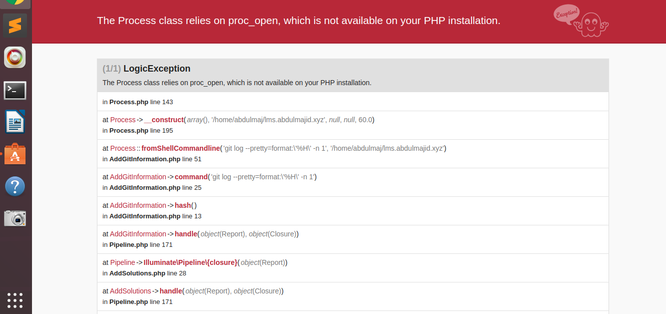 The Process class relies on proc_open, which is not available on your PHP installation.
Exception!
(1/1) LogicException
The Process class relies on proc_open, which is not available on your PHP installation.
in Process.php line 143
at Process->__construct(array(), '/home/abdulmaj/lms.abdulmajid.xyz', null, null, 60.0)
in Process.php line 195
at Process::fromShellCommandline('git log --pretty=format:\'%H\' -n 1', '/home/abdulmaj/lms.abdulmajid.xyz')
in AddGitInformation.php line 51
at AddGitInformation->command('git log --pretty=format:\'%H\' -n 1')
in AddGitInformation.php line 25
at AddGitInformation->hash()
in AddGitInformation.php line 13
at AddGitInformation->handle(object(Report), object(Closure))
in Pipeline.php line 171
at Pipeline->Illuminate\Pipeline\{closure}(object(Report))
in AddSolutions.php line 28
at AddSolutions->handle(object(Report), object(Closure))
in Pipeline.php line 171